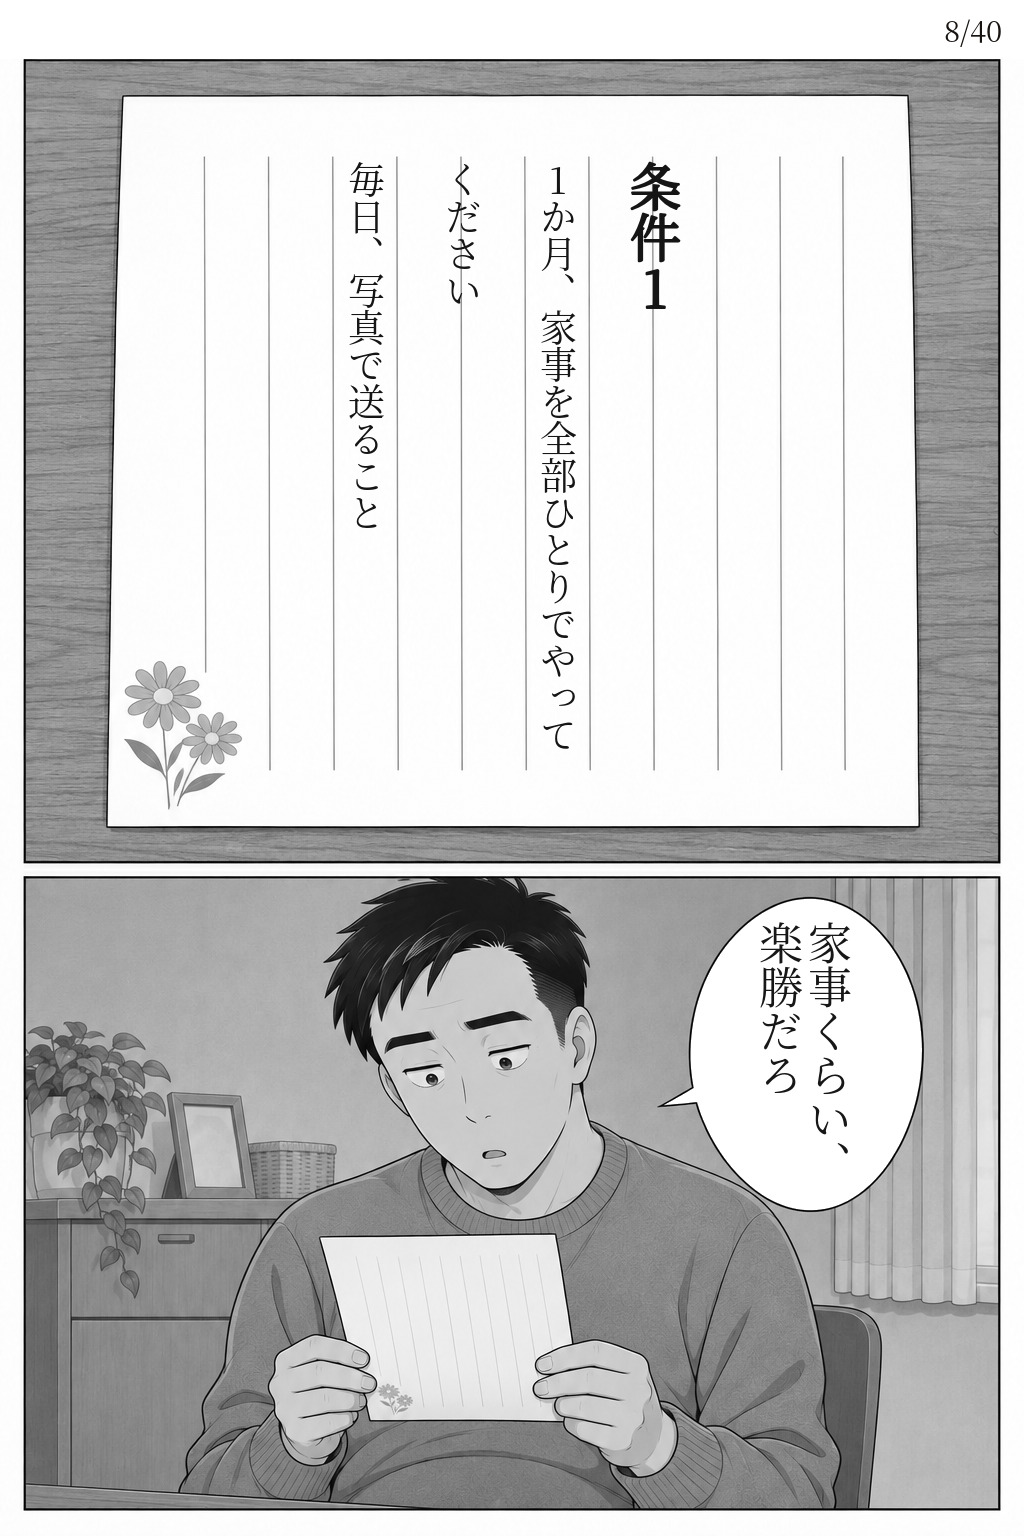 8/40
条件1
1か月、家事を全部ひとりでやって
ください
毎日、写真で送ること
家事くらい、
楽勝だろ